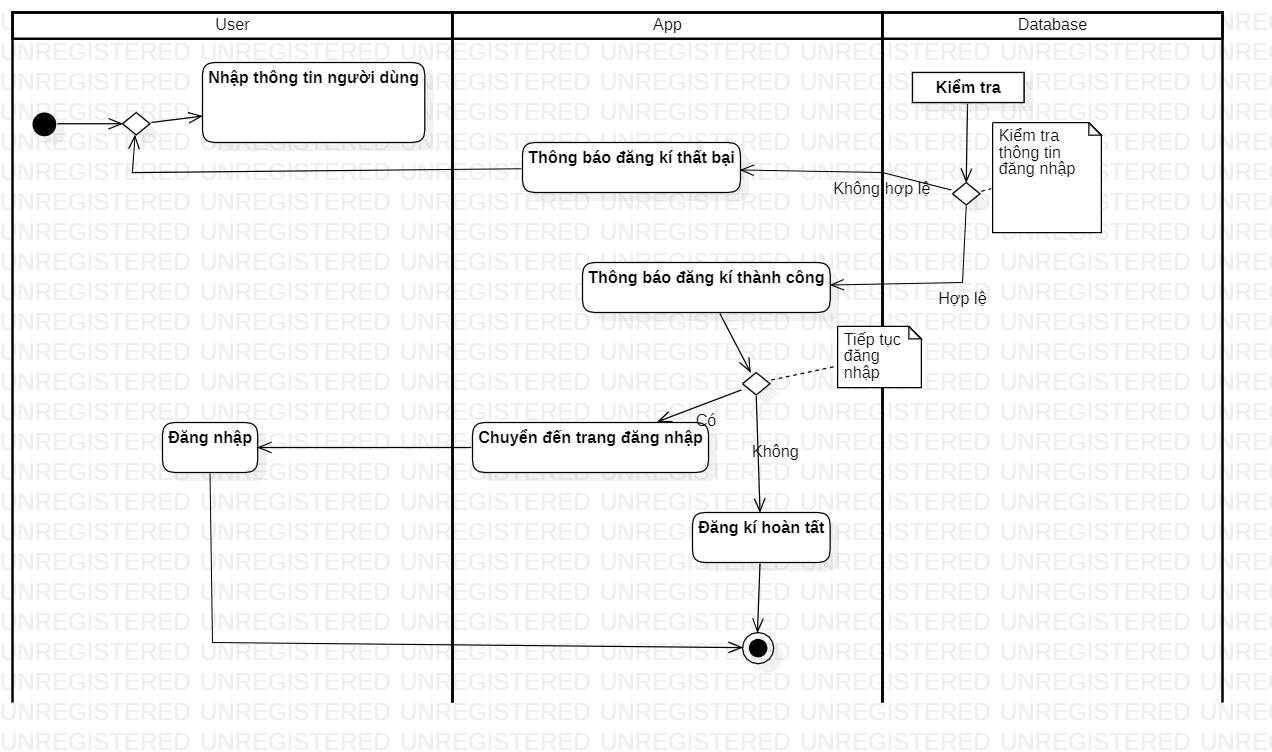 User
App
Database
Nhập thông tin người dùng
Kiểm tra
Kiểm tra
thông tin
đăng nhập
Thông báo đăng kí thất bại
Không hợp lệ
Thông báo đăng kí thành công
Hợp lệ
Tiếp tục
đăng
nhập
Có
Đăng nhập
Chuyển đến trang đăng nhập
Không
Đăng kí hoàn tất
UNREGISTERED